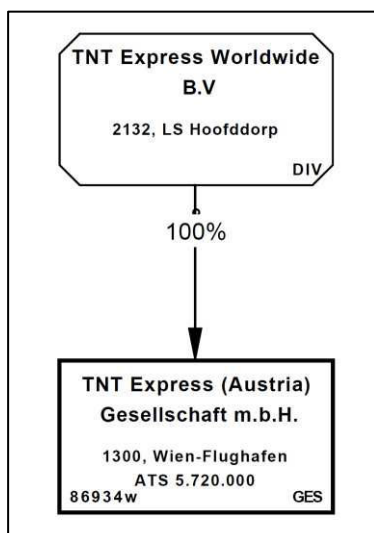 TNT Express Worldwide
B.V
2132, LS Hoofddorp
DIV
100%
TNT Express (Austria)
Gesellschaft m.b.H.
1300, Wien-Flughafen
ATS 5.720.000
86934w GES